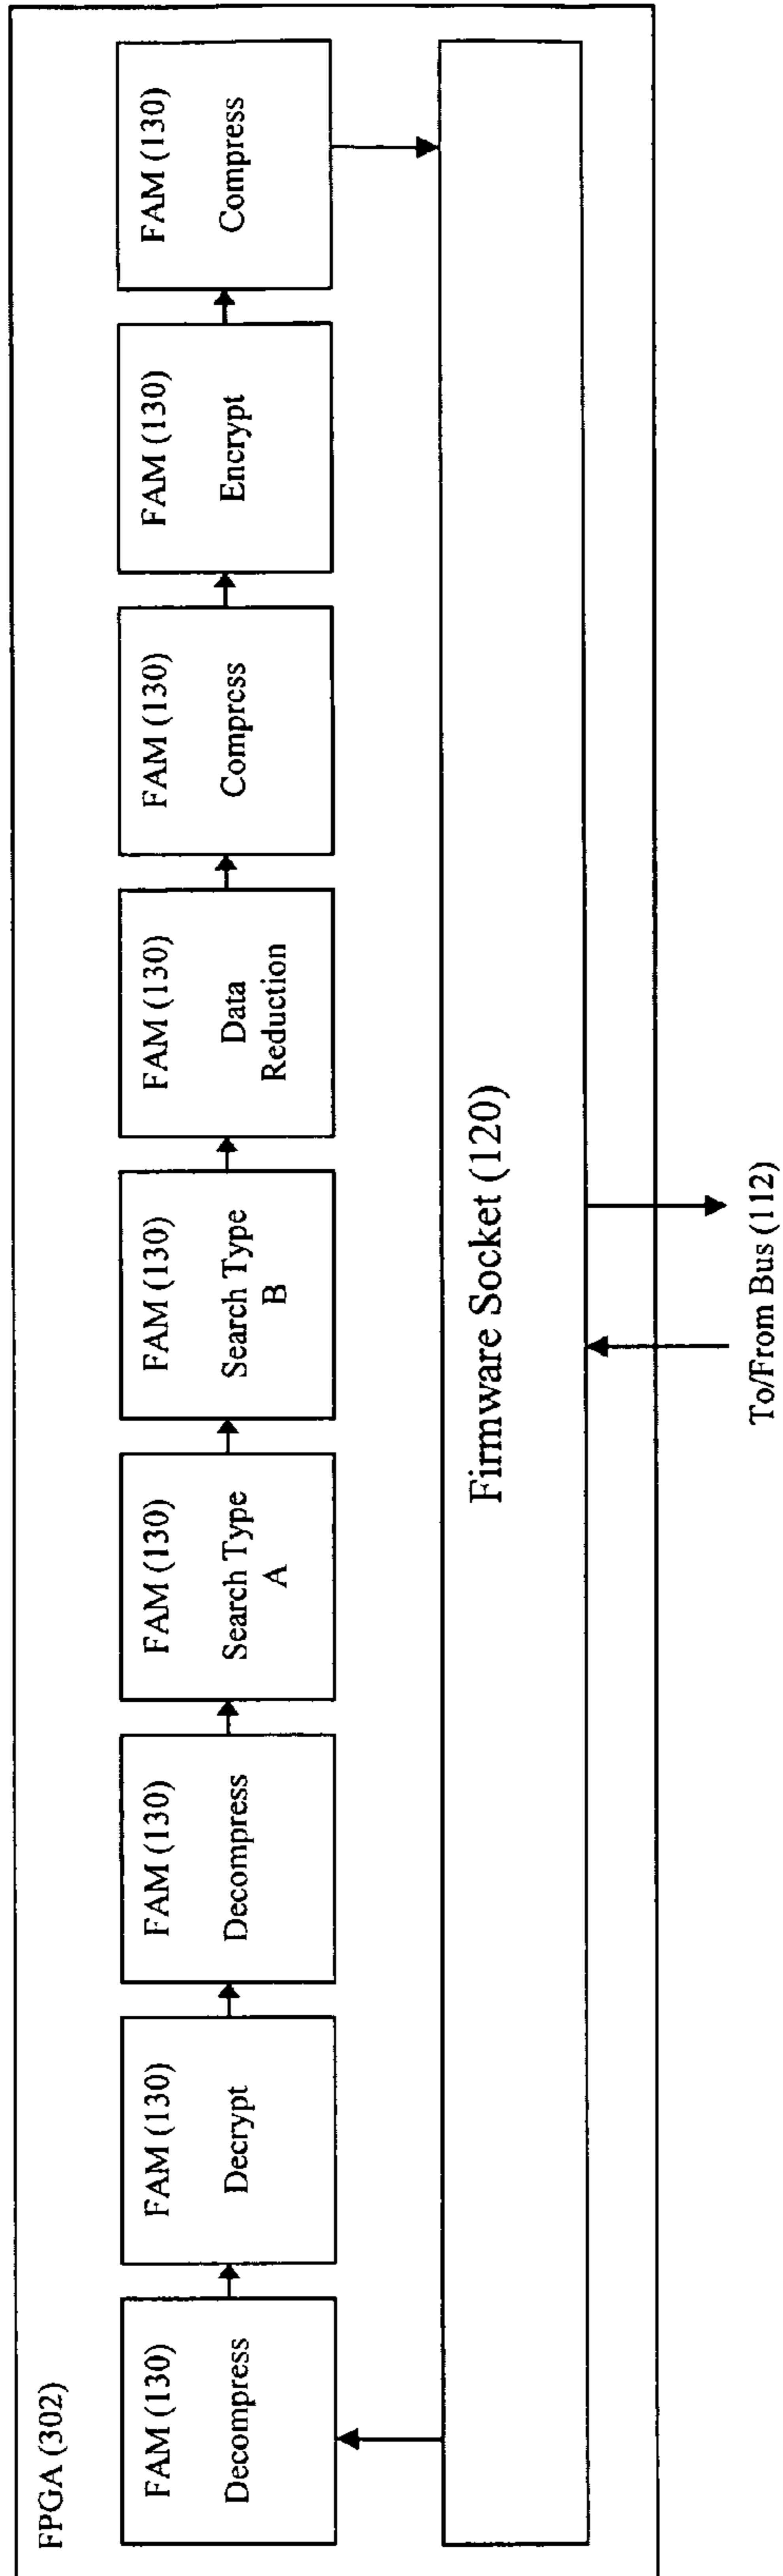 FPGA (302)
FAM (130)
Decompress
FAM (130)
Decrypt
FAM (130)
Decompress
FAM (130)
Search Type
A
FAM (130)
Search Type
B
FAM (130)
Data
Reduction
FAM (130)
Compress
FAM (130)
Encrypt
FAM (130)
Compress
Firmware Socket (120)
To/From Bus (112)